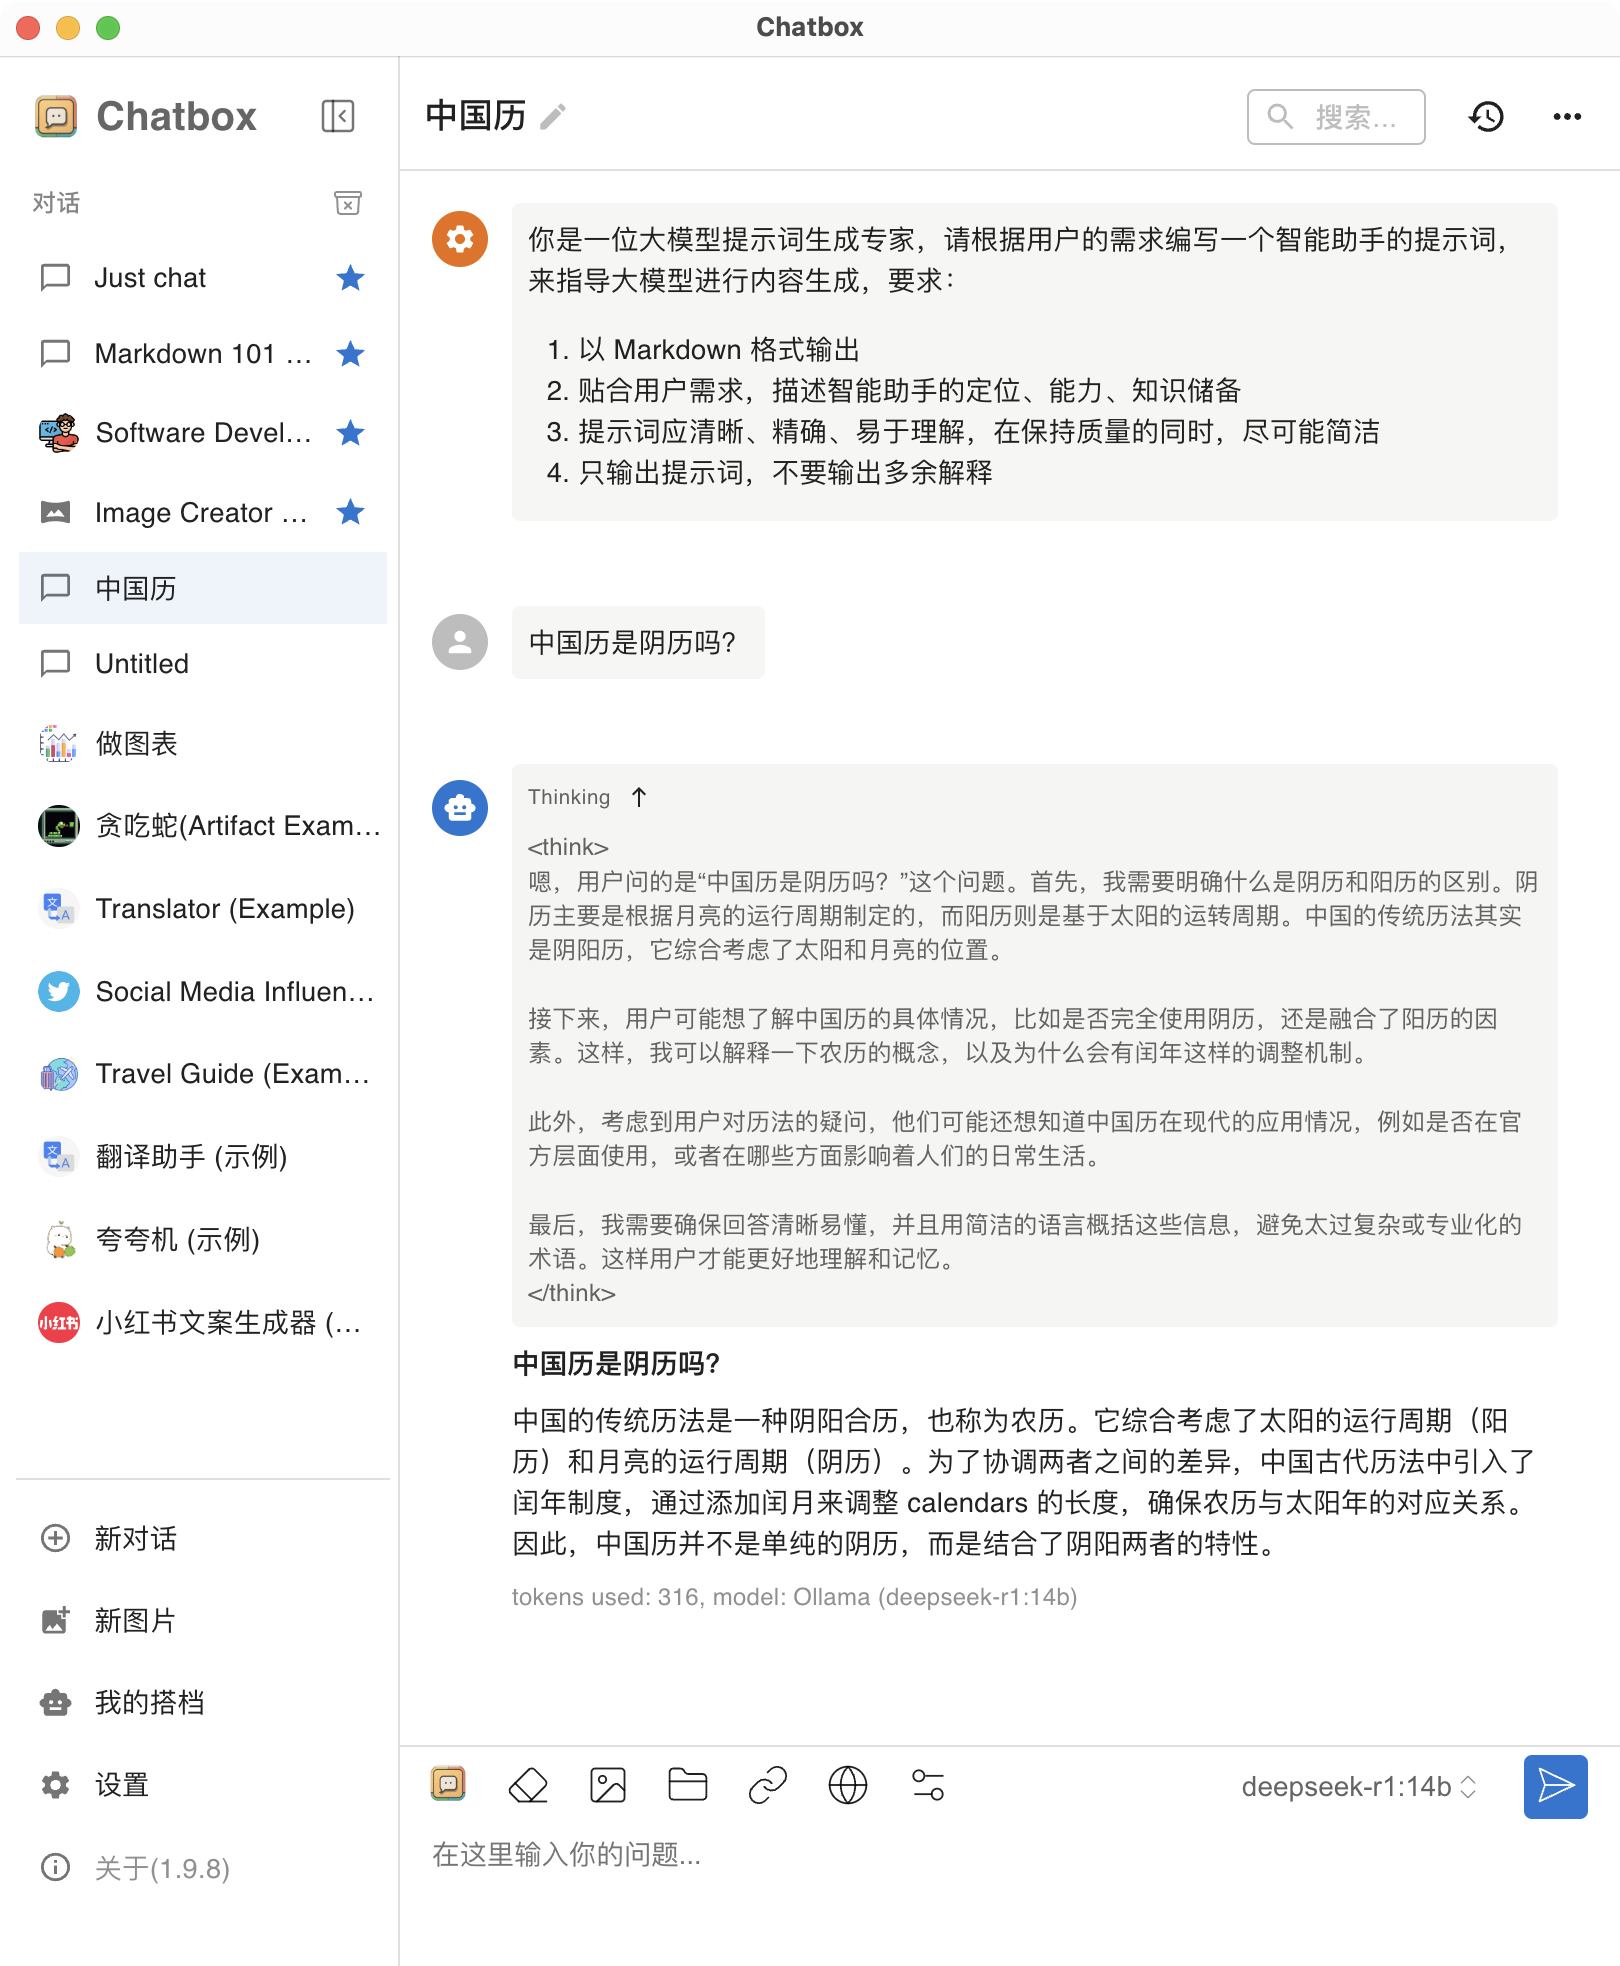 Chatbox
Chatbox
对话
Just chat
Markdown 101 ...
Software Devel...
Image Creator ...
中国历
Untitled
做图表
贪吃蛇(Artifact Exam...
Translator (Example)
Social Media Influen...
Travel Guide (Exam...
翻译助手 (示例)
夸夸机 (示例)
小红书
小红书文案生成器 (...
新对话
新图片
我的搭档
设置
关于(1.9.8)
中国历
搜索...
你是一位大模型提示词生成专家，请根据用户的需求编写一个智能助手的提示词，
来指导大模型进行内容生成，要求：
1. 以 Markdown 格式输出
2. 贴合用户需求，描述智能助手的定位、能力、知识储备
3. 提示词应清晰、精确、易于理解，在保持质量的同时，尽可能简洁
4. 只输出提示词，不要输出多余解释
中国历是阴历吗？
Thinking ↑
<think>
嗯，用户问的是“中国历是阴历吗？”这个问题。首先，我需要明确什么是阴历和阳历的区别。阴
历主要是根据月亮的运行周期制定的，而阳历则是基于太阳的运转周期。中国的传统历法其实
是阴阳历，它综合考虑了太阳和月亮的位置。
接下来，用户可能想了解中国历的具体情况，比如是否完全使用阴历，还是融合了阳历的因
素。这样，我可以解释一下农历的概念，以及为什么会有闰年这样的调整机制。
此外，考虑到用户对历法的疑问，他们可能还想知道中国历在现代的应用情况，例如是否在官
方层面使用，或者在哪些方面影响着人们的日常生活。
最后，我需要确保回答清晰易懂，并且用简洁的语言概括这些信息，避免太过复杂或专业化的
术语。这样用户才能更好地理解和记忆。
</think>
中国历是阴历吗？
中国的传统历法是一种阴阳合历，也称为农历。它综合考虑了太阳的运行周期（阳
历）和月亮的运行周期（阴历）。为了协调两者之间的差异，中国古代历法中引入了
闰年制度，通过添加闰月来调整 calendars 的长度，确保农历与太阳年的对应关系。
因此，中国历并不是单纯的阴历，而是结合了阴阳两者的特性。
tokens used: 316, model: Ollama (deepseek-r1:14b)
deepseek-r1:14b
在这里输入你的问题...